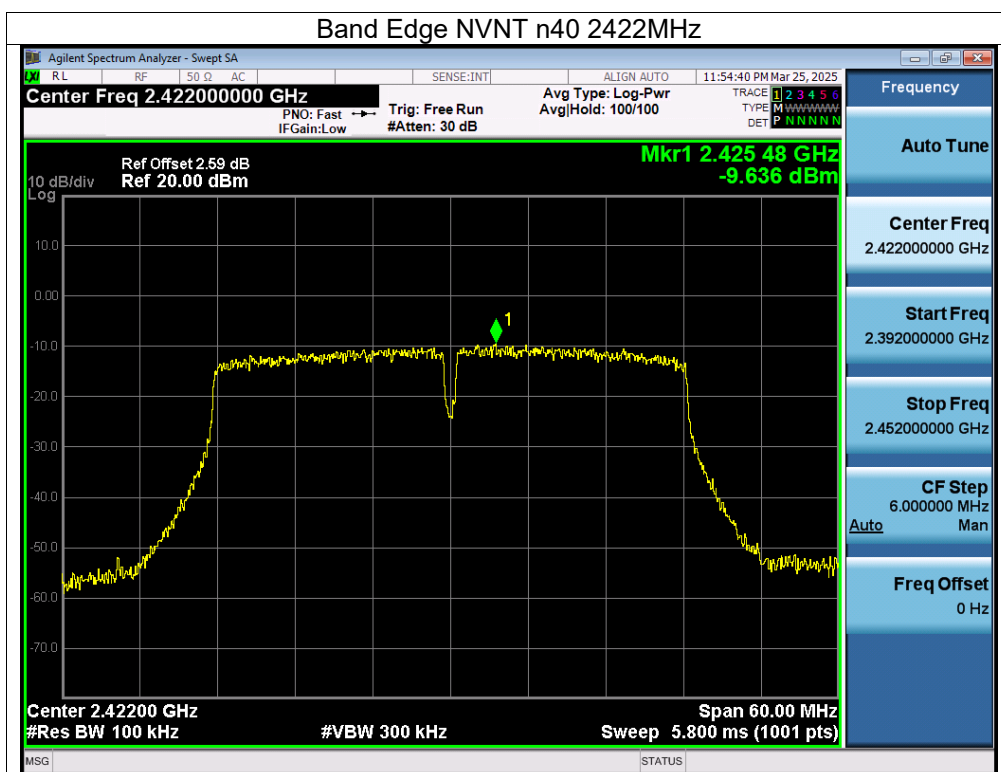 Band Edge NVNT n40 2422MHz
Agilent Spectrum Analyzer - Swept SA
LXI RL RF 50 Ω AC SENSE:INT ALIGN AUTO 11:54:40 PM Mar 25, 2025
Center Freq 2.422000000 GHz
PNO: Fast
IFGain:Low
Trig: Free Run
#Atten: 30 dB
Avg Type: Log-Pwr
Avg|Hold: 100/100
TRACE 1 2 3 4 5 6
TYPE M WWWWW
DET P N N N N N
Mkr1 2.425 48 GHz
-9.636 dBm
Ref Offset 2.59 dB
10 dB/div Ref 20.00 dBm
Log
10.0
0.00
1
-10.0
-20.0
-30.0
-40.0
-50.0
-60.0
-70.0
Center 2.42200 GHz Span 60.00 MHz
#Res BW 100 kHz #VBW 300 kHz Sweep 5.800 ms (1001 pts)
MSG STATUS
Frequency
Auto Tune
Center Freq
2.422000000 GHz
Start Freq
2.392000000 GHz
Stop Freq
2.452000000 GHz
CF Step
6.000000 MHz
Auto Man
Freq Offset
0 Hz